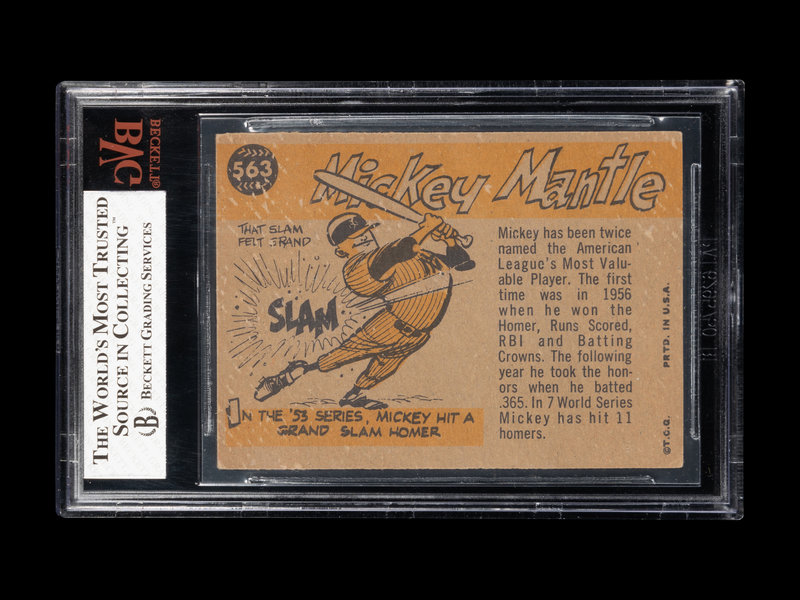 BECKETT®
BVG
THE WORLD'S MOST TRUSTED
SOURCE IN COLLECTING™
BECKETT GRADING SERVICES
563
Mickey Mantle
THAT SLAM
FELT GRAND
SLAM
IN THE '53 SERIES, MICKEY HIT A
GRAND SLAM HOMER
Mickey has been twice
named the American
League's Most Valu-
able Player. The first
time was in 1956
when he won the
Homer, Runs Scored,
RBI and Batting
Crowns. The following
year he took the hon-
ors when he batted
.365. In 7 World Series
Mickey has hit 11
homers.
©T.C.G. PRTD. IN U.S.A.